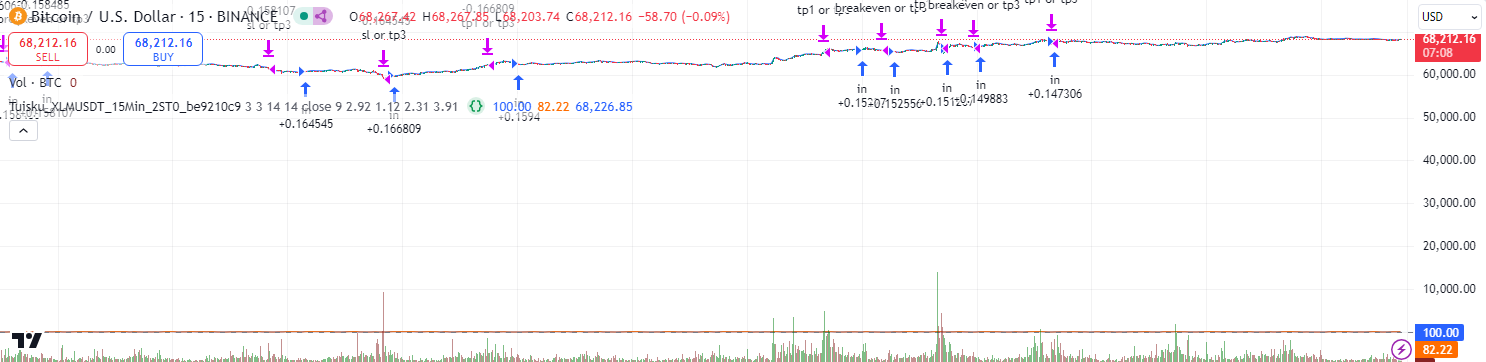 0.158485
Bitcoin / U.S. Dollar · 15 · BINANCE
O68,267.42 H68,267.85 L68,203.74 C68,212.16 −58.70 (−0.09%)
68,212.16
SELL
0.00
68,212.16
BUY
Vol · BTC 0
Tuisku_XLMUSDT_15Min_2ST0_be9210c9 3 3 14 14 close 9 2.92 1.12 2.31 3.91 100.00 82.22 68,226.85
sl or tp3
sl or tp3
-0.166809
tp1 or tp3
tp1 or
breakeven or
breakeven or tp3
in
+0.164545
in
+0.166809
in
+0.1594
in
in
in
in
+0.149883
in
+0.147306
USD
68,212.16
07:08
60,000.00
50,000.00
40,000.00
30,000.00
20,000.00
10,000.00
100.00
82.22